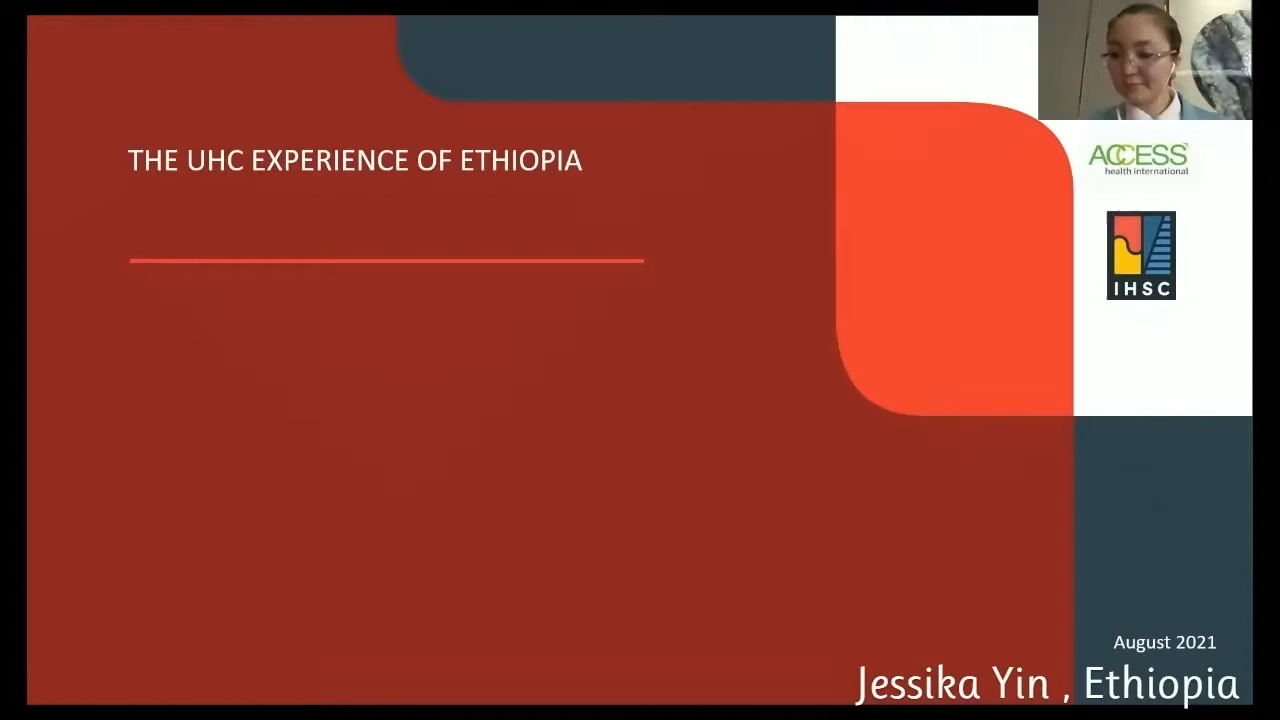 THE UHC EXPERIENCE OF ETHIOPIA
ACCESS
health international
IHSC
August 2021
Jessika Yin , Ethiopia